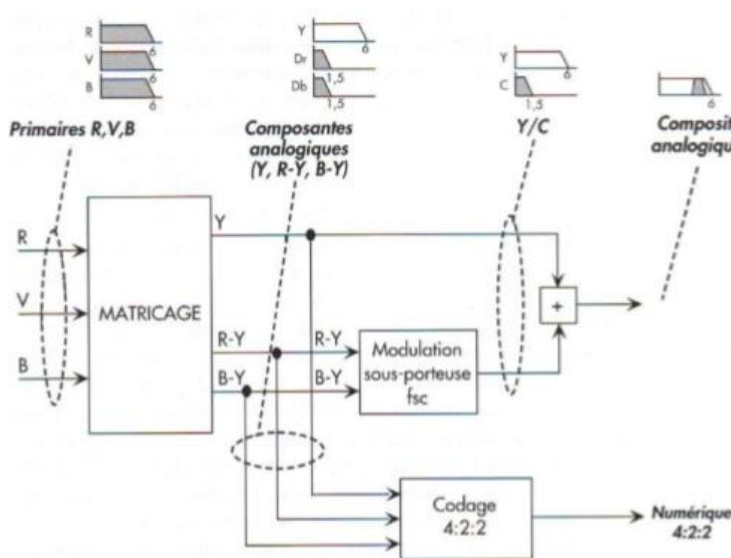 R
6
V
6
B
6
Y
6
Dr
1,5
Db
1,5
Y
6
C
1,5
6
Primaires R,V,B
Composantes
analogiques
(Y, R-Y, B-Y)
Y/C
Composit
analogiqu
R
V
B
MATRICAGE
Y
R-Y
B-Y
R-Y
B-Y
Modulation
sous-porteuse
fsc
+
Codage
4:2:2
Numérique
4:2:2